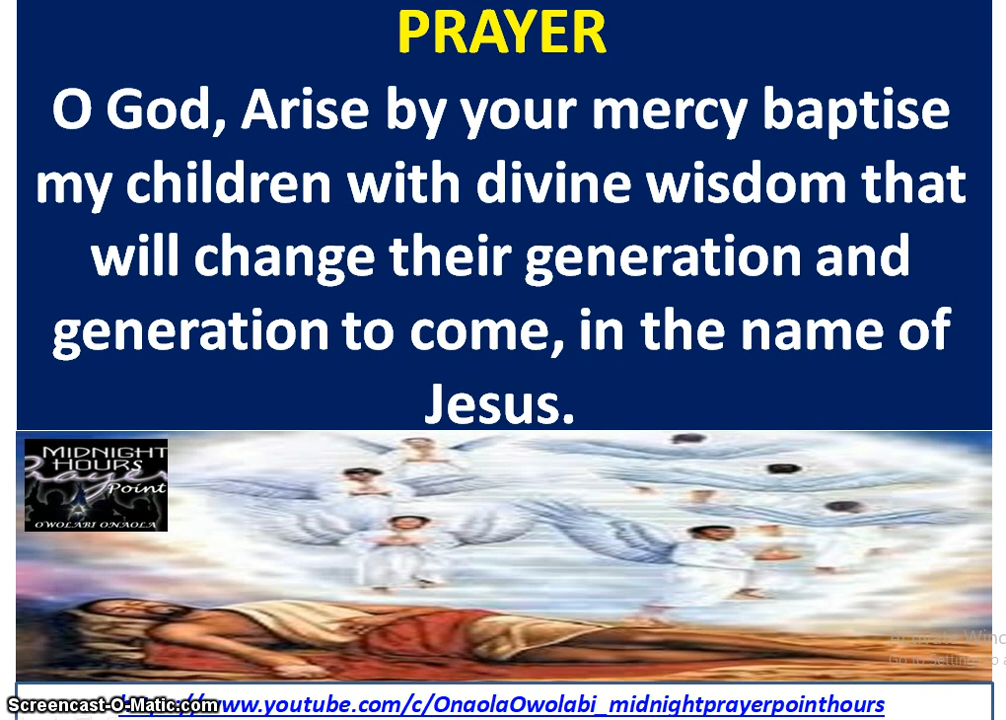 PRAYER
O God, Arise by your mercy baptise
my children with divine wisdom that
will change their generation and
generation to come, in the name of
Jesus.
MIDNIGHT
HOURS
Prayer
Point
OWOLABI ONAOLA
Screencast-O-Matic.com
www.youtube.com/c/OnaolaOwolabi_midnightprayerpointhours